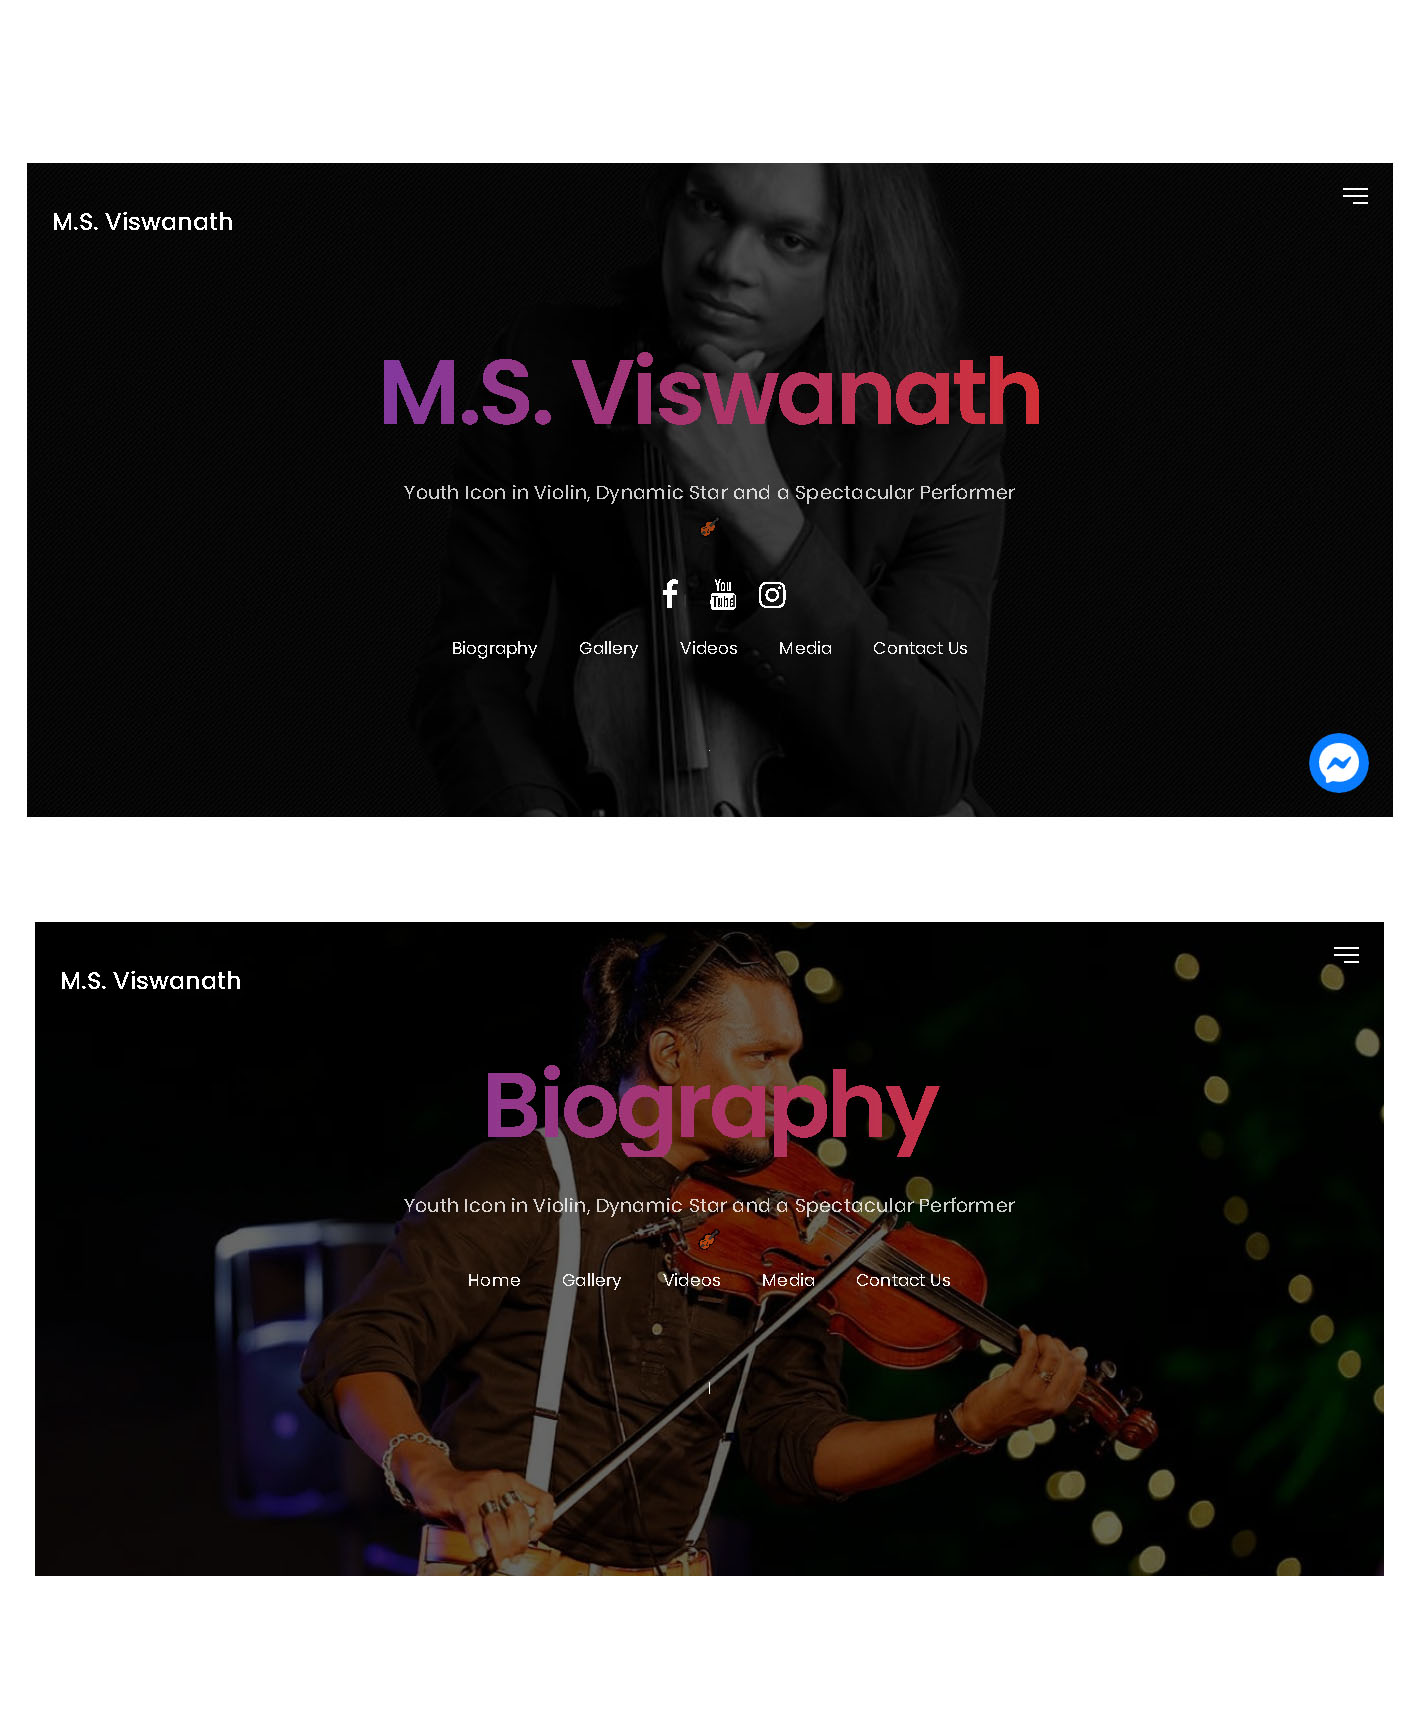 M.S. Viswanath
M.S. Viswanath
Youth Icon in Violin, Dynamic Star and a Spectacular Performer
You
Tube
Biography Gallery Videos Media Contact Us
M.S. Viswanath
Biography
Youth Icon in Violin, Dynamic Star and a Spectacular Performer
Home Gallery Videos Media Contact Us